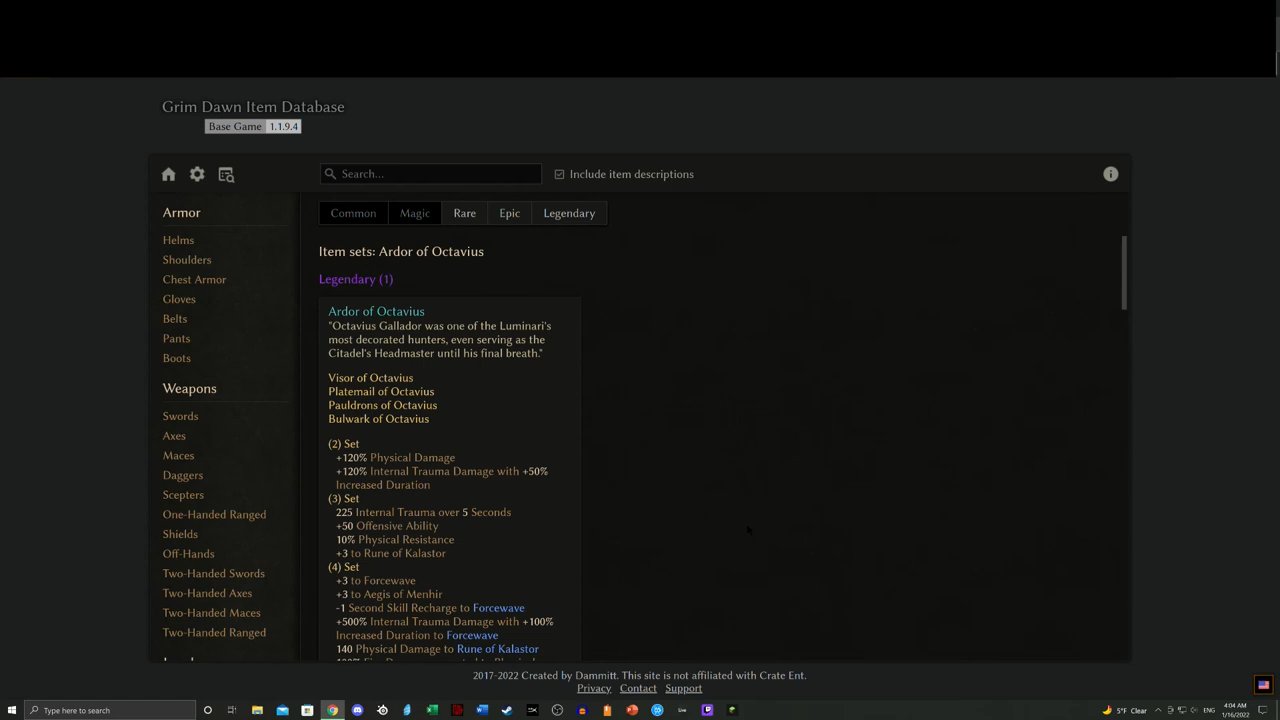 Grim Dawn Item Database
Base Game 1.1.9.4
Search...
Include item descriptions
Armor
Helms
Shoulders
Chest Armor
Gloves
Belts
Pants
Boots
Weapons
Swords
Axes
Maces
Daggers
Scepters
One-Handed Ranged
Shields
Off-Hands
Two-Handed Swords
Two-Handed Axes
Two-Handed Maces
Two-Handed Ranged
Common Magic Rare Epic Legendary
Item sets: Ardor of Octavius
Legendary (1)
Ardor of Octavius
"Octavius Gallador was one of the Luminari's
most decorated hunters, even serving as the
Citadel's Headmaster until his final breath."
Visor of Octavius
Platemail of Octavius
Pauldrons of Octavius
Bulwark of Octavius
(2) Set
+120% Physical Damage
+120% Internal Trauma Damage with +50%
Increased Duration
(3) Set
225 Internal Trauma over 5 Seconds
+50 Offensive Ability
10% Physical Resistance
+3 to Rune of Kalastor
(4) Set
+3 to Forcewave
+3 to Aegis of Menhir
-1 Second Skill Recharge to Forcewave
+500% Internal Trauma Damage with +100%
Increased Duration to Forcewave
140 Physical Damage to Rune of Kalastor
2017-2022 Created by Dammitt. This site is not affiliated with Crate Ent.
Privacy Contact Support
Type here to search
5°F Clear
ENG
4:04 AM
1/16/2022